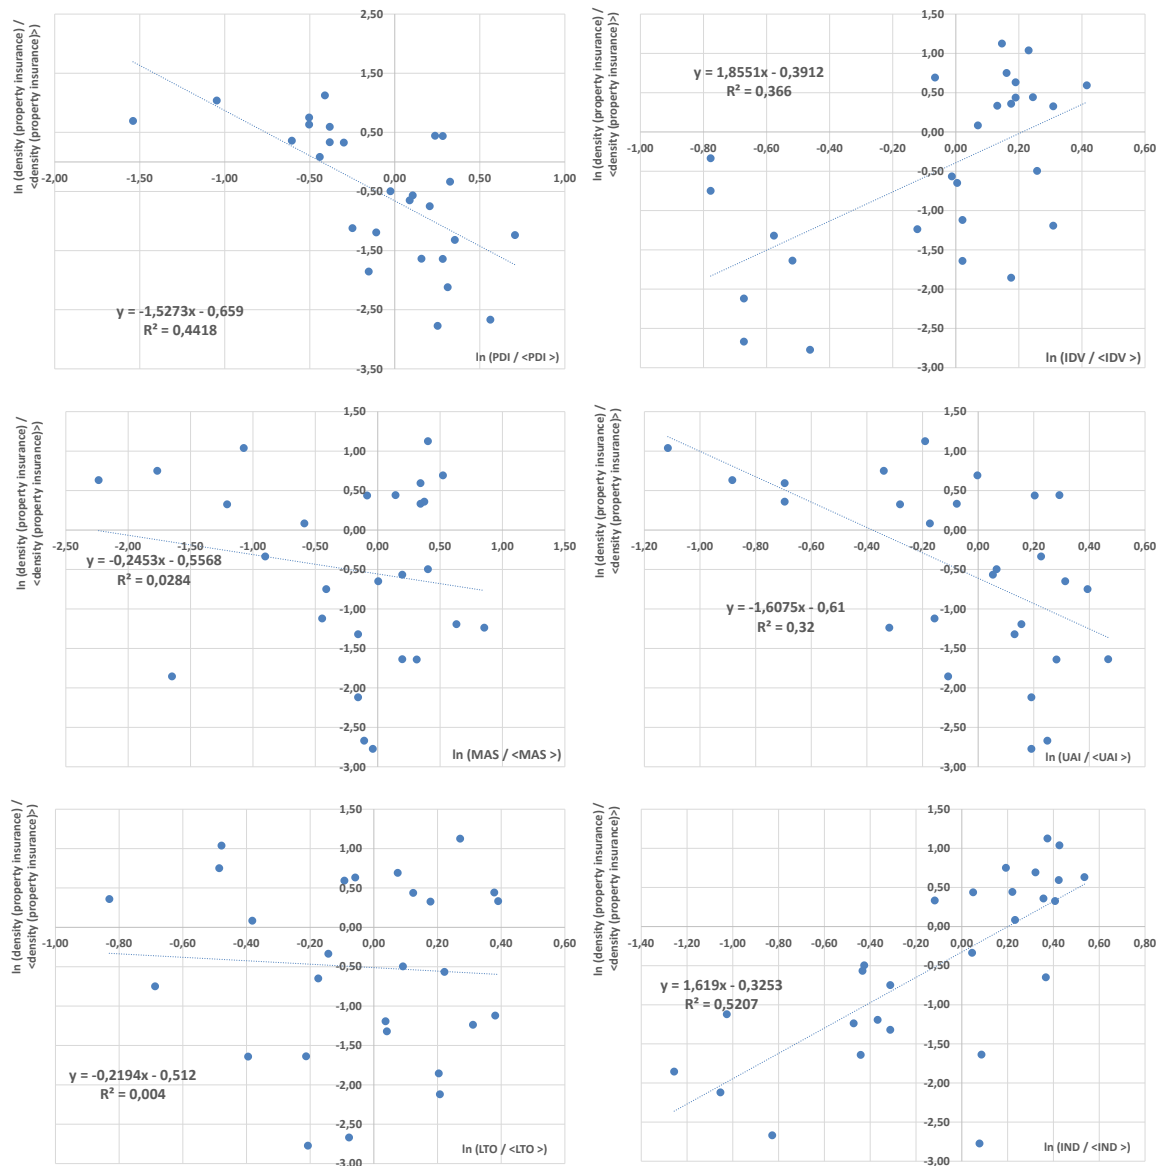 ln (density (property insurance) /
<density (property insurance)>)
2,50
1,50
0,50
-0,50
-1,50
-2,50
-3,50
-2,00 -1,50 -1,00 -0,50 0,00 0,50 1,00
y = -1,5273x - 0,659
R² = 0,4418
ln (PDI / <PDI >)
ln (density (property insurance) /
<density (property insurance)>)
1,50
1,00
0,50
0,00
-0,50
-1,00
-1,50
-2,00
-2,50
-3,00
-1,00 -0,80 -0,60 -0,40 -0,20 0,00 0,20 0,40 0,60
y = 1,8551x - 0,3912
R² = 0,366
ln (IDV / <IDV >)
ln (density (property insurance) /
<density (property insurance)>)
1,50
1,00
0,50
0,00
-0,50
-1,00
-1,50
-2,00
-2,50
-3,00
-2,50 -2,00 -1,50 -1,00 -0,50 0,00 0,50 1,00 1,50
y = -0,2453x - 0,5568
R² = 0,0284
ln (MAS / <MAS >)
ln (density (property insurance) /
<density (property insurance)>)
1,50
1,00
0,50
0,00
-0,50
-1,00
-1,50
-2,00
-2,50
-3,00
-1,20 -1,00 -0,80 -0,60 -0,40 -0,20 0,00 0,20 0,40 0,60
y = -1,6075x - 0,61
R² = 0,32
ln (UAI / <UAI >)
ln (density (property insurance) /
<density (property insurance)>)
1,50
1,00
0,50
0,00
-0,50
-1,00
-1,50
-2,00
-2,50
-3,00
-1,00 -0,80 -0,60 -0,40 -0,20 0,00 0,20 0,40 0,60
y = -0,2194x - 0,512
R² = 0,004
ln (LTO / <LTO >)
ln (density (property insurance) /
<density (property insurance)>)
1,50
1,00
0,50
0,00
-0,50
-1,00
-1,50
-2,00
-2,50
-3,00
-1,40 -1,20 -1,00 -0,80 -0,60 -0,40 -0,20 0,00 0,20 0,40 0,60 0,80
y = 1,619x - 0,3253
R² = 0,5207
ln (IND / <IND >)